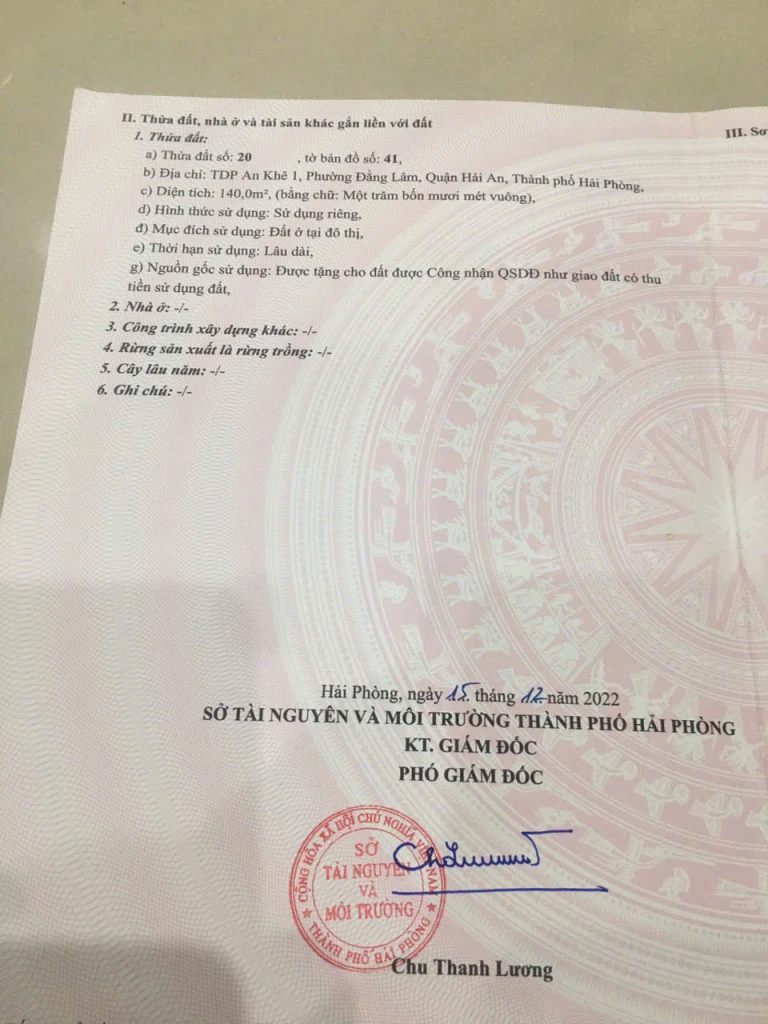 II. Thửa đất, nhà ở và tài sản khác gắn liền với đất
III. Sơ
1. Thửa đất:
a) Thửa đất số: 20 , tờ bản đồ số: 41,
b) Địa chỉ: TDP An Khê 1, Phường Đằng Lâm, Quận Hải An, Thành phố Hải Phòng,
c) Diện tích: 140,0m², (bằng chữ: Một trăm bốn mươi mét vuông),
d) Hình thức sử dụng: Sử dụng riêng,
đ) Mục đích sử dụng: Đất ở tại đô thị,
e) Thời hạn sử dụng: Lâu dài,
g) Nguồn gốc sử dụng: Được tặng cho đất được Công nhận QSDĐ như giao đất có thu
tiền sử dụng đất,
2. Nhà ở: -/-
3. Công trình xây dựng khác: -/-
4. Rừng sản xuất là rừng trồng: -/-
5. Cây lâu năm: -/-
6. Ghi chú: -/-
Hải Phòng, ngày 15 tháng 12 năm 2022
SỞ TÀI NGUYÊN VÀ MÔI TRƯỜNG THÀNH PHỐ HẢI PHÒNG
KT. GIÁM ĐỐC
PHÓ GIÁM ĐỐC
CỘNG HÒA XÃ HỘI CHỦ NGHĨA VIỆT NAM
SỞ
TÀI NGUYÊN
VÀ
MÔI TRƯỜNG
THÀNH PHỐ HẢI PHÒNG
Chu Thanh Lương